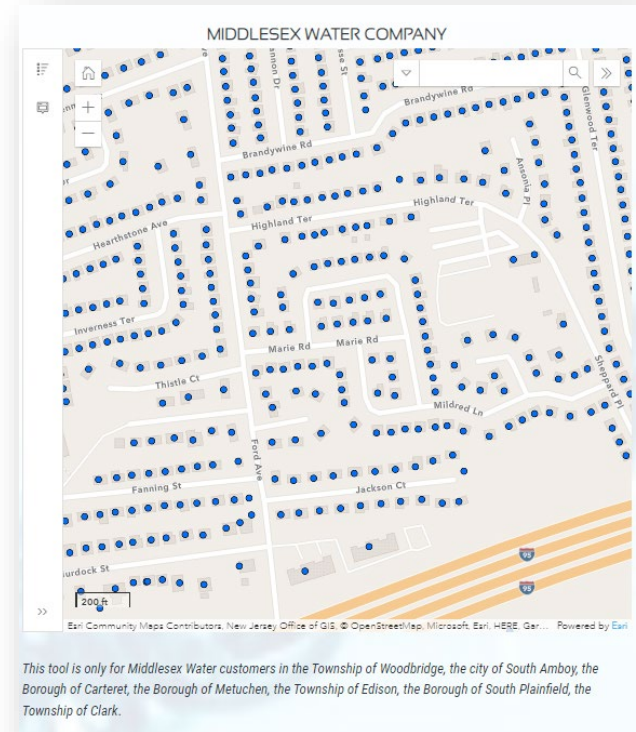 MIDDLESEX WATER COMPANY
Brandywine Rd
Glenwood Ter
Brandywine Rd
Ansonia Pl
Highland Ter
Highland Ter
Hearthstone Ave
Inverness Ter
Marie Rd
Marie Rd
Thistle Ct
Sheppard Pl
Mildred Ln
Ford Ave
Fanning St
Jackson Ct
95
95
200 ft
Esri Community Maps Contributors, New Jersey Office of GIS, © OpenStreetMap, Microsoft, Esri, HERE, Gar... Powered by Esri
This tool is only for Middlesex Water customers in the Township of Woodbridge, the city of South Amboy, the
Borough of Carteret, the Borough of Metuchen, the Township of Edison, the Borough of South Plainfield, the
Township of Clark.